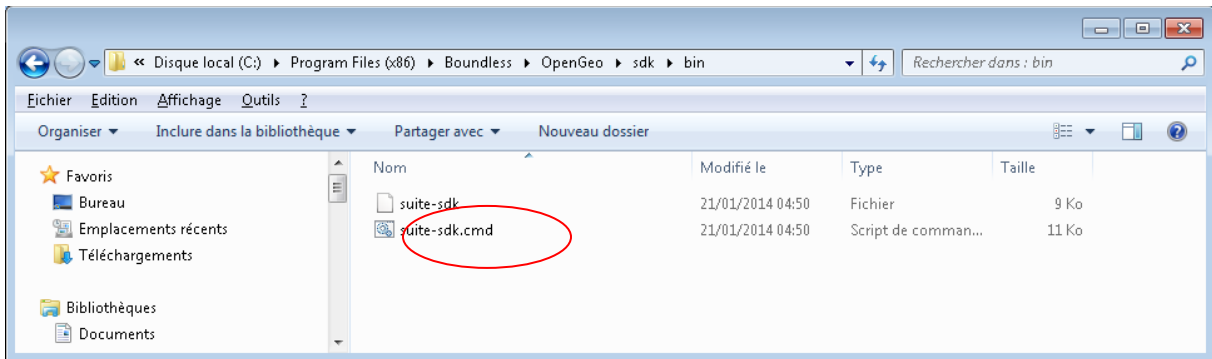 « Disque local (C:) Program Files (x86) Boundless OpenGeo sdk bin Rechercher dans : bin
Fichier Edition Affichage Outils ?
Organiser Inclure dans la bibliothèque Partager avec Nouveau dossier
Favoris
Bureau
Emplacements récents
Téléchargements
Bibliothèques
Documents
Nom Modifié le Type Taille
suite-sdk 21/01/2014 04:50 Fichier 9 Ko
suite-sdk.cmd 21/01/2014 04:50 Script de comman... 11 Ko